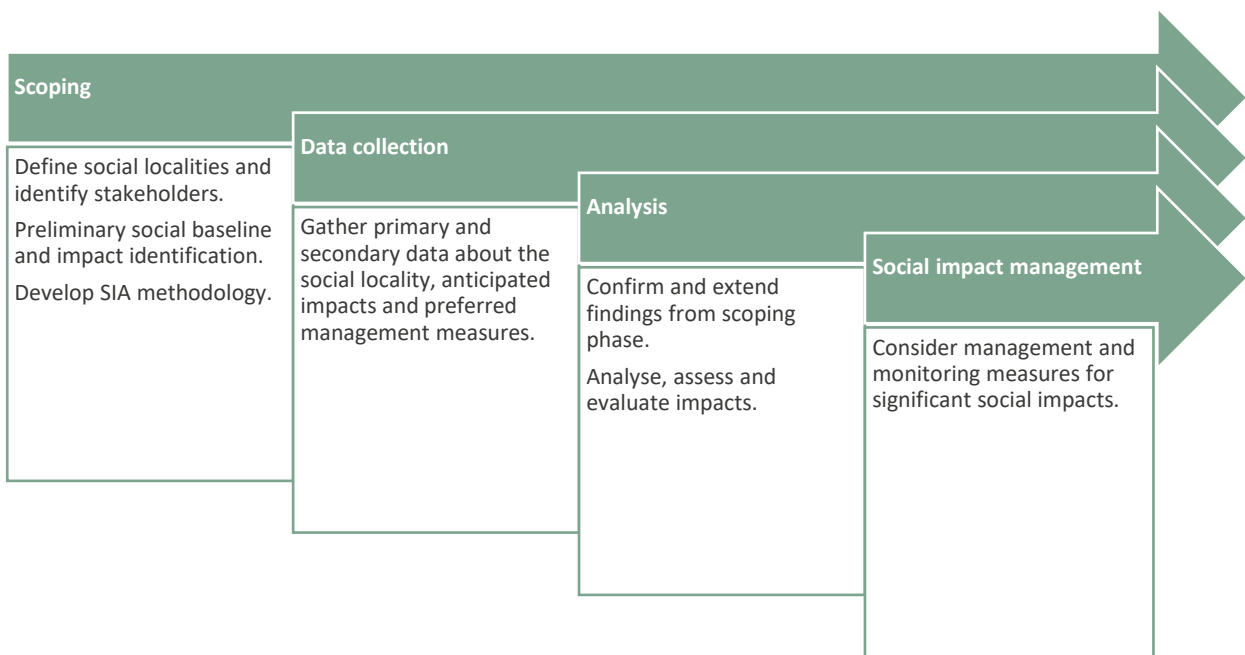 Scoping
Define social localities and
identify stakeholders.
Preliminary social baseline
and impact identification.
Develop SIA methodology.
Data collection
Gather primary and
secondary data about the
social locality, anticipated
impacts and preferred
management measures.
Analysis
Confirm and extend
findings from scoping
phase.
Analyse, assess and
evaluate impacts.
Social impact management
Consider management and
monitoring measures for
significant social impacts.